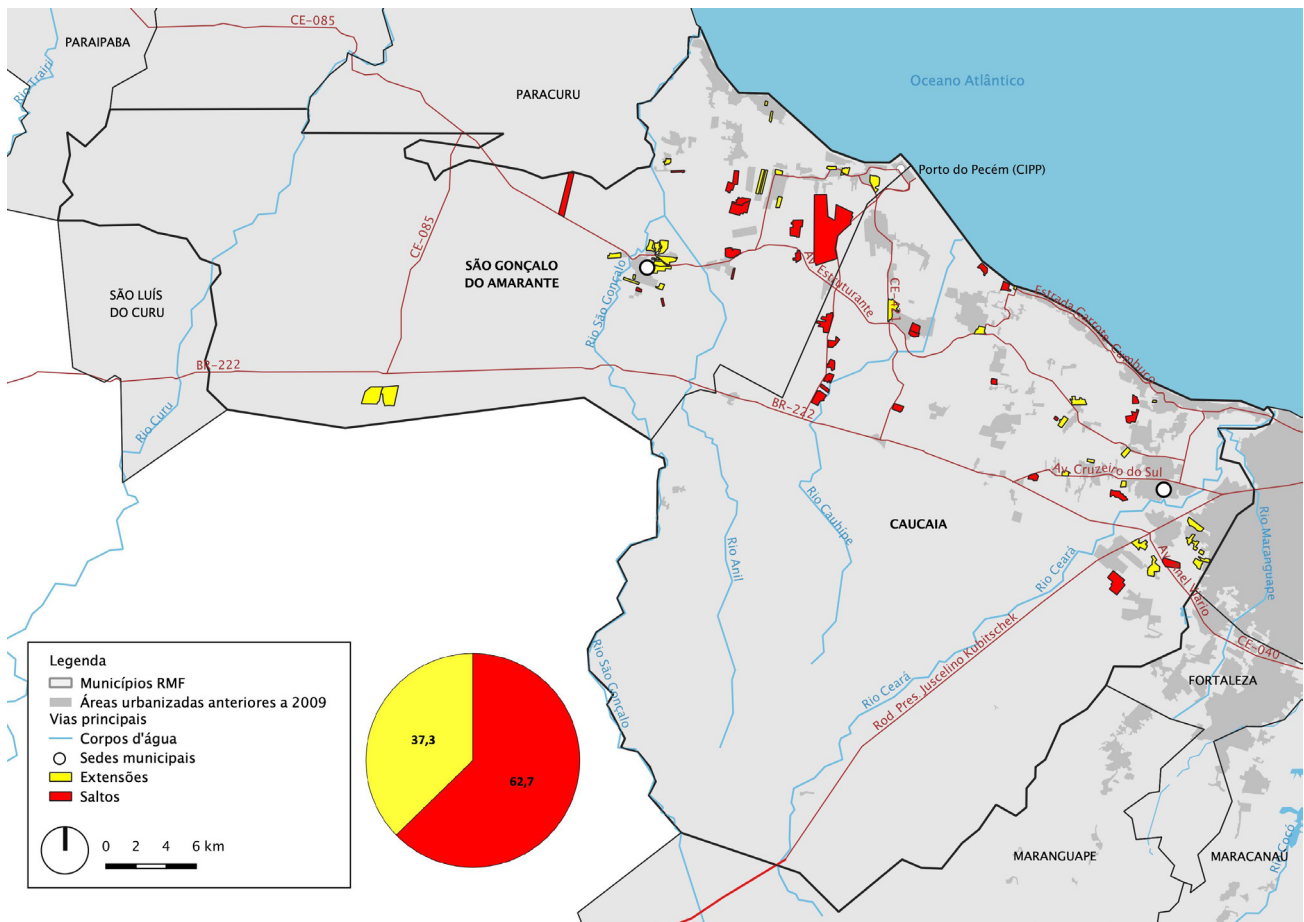 CE-085
PARAIPABA
Rio Trairi
PARACURU
Oceano Atlântico
Porto do Pecém (CIPP)
CE-085
SÃO GONÇALO
DO AMARANTE
SÃO LUÍS
DO CURU
Rio São Gonçalo
Av Estruturante
Estrada Garrote-Cumbuco
BR-222
Rio Curu
BR-222
Av. Cruzeiro do Sul
Rio Cauhipe
CAUCAIA
Rio Anil
Rio Ceará
Rio Maranguape
Av. Anel Viario
CE-040
Rio São Gonçalo
Rio Ceará
Rod. Pres. Juscelino Kubitschek
FORTALEZA
MARANGUAPE
MARACANAÚ
Rio Cocó
Legenda
Municípios RMF
Áreas urbanizadas anteriores a 2009
Vias principais
Corpos d'água
Sedes municipais
Extensões
Saltos
0 2 4 6 km
37,3
62,7